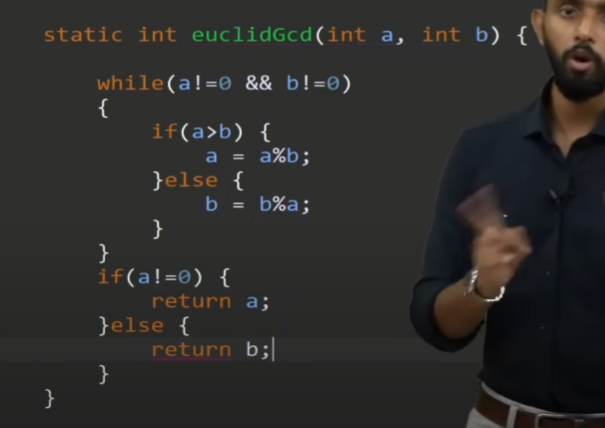 static int euclidGcd(int a, int b) {
while(a!=0 && b!=0)
{
if(a>b) {
a = a%b;
}else {
b = b%a;
}
}
if(a!=0) {
return a;
}else {
return b;
}
}